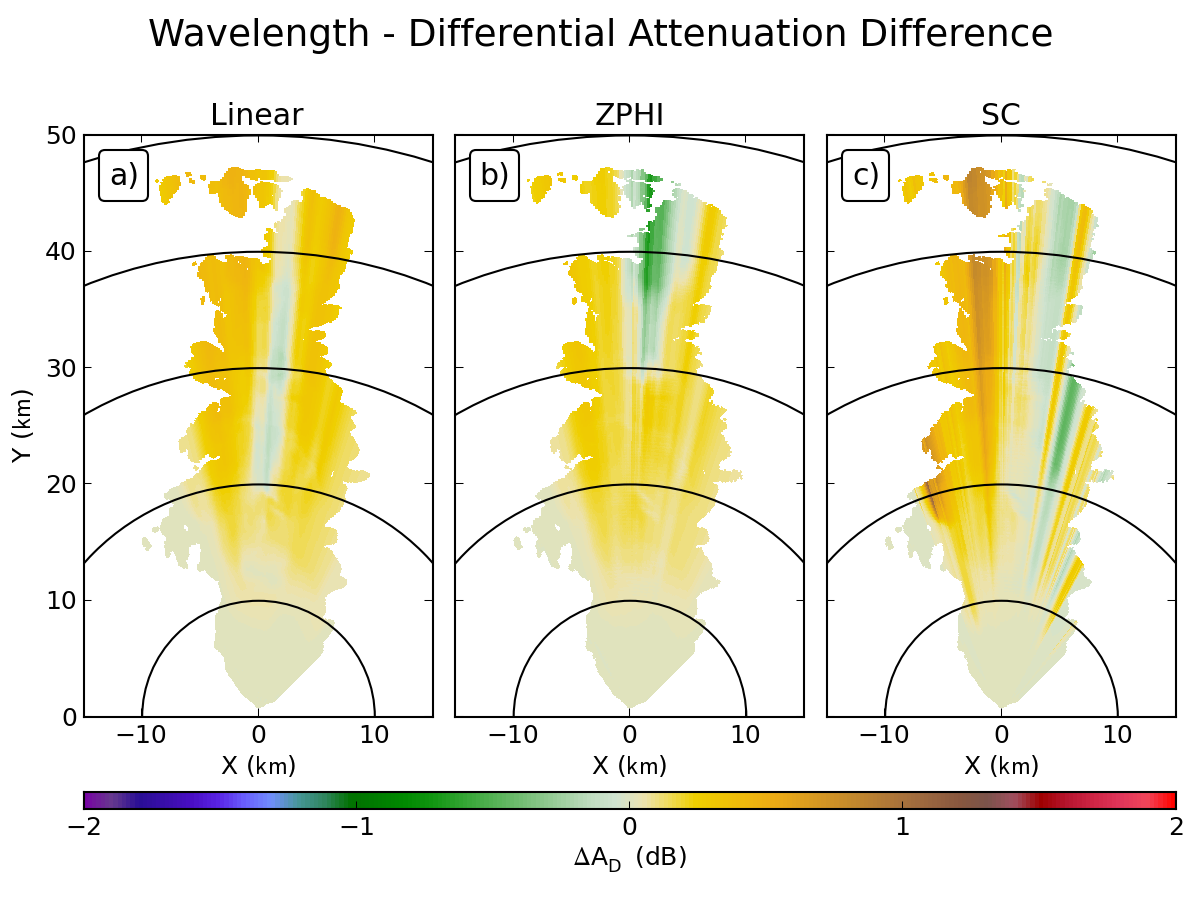 Wavelength - Differential Attenuation Difference
Linear
ZPHI
SC
a)
b)
c)
50
40
30
20
10
0
Y (km)
−10 0 10
−10 0 10
−10 0 10
X (km)
X (km)
X (km)
−2 −1 0 1 2
ΔA_D (dB)